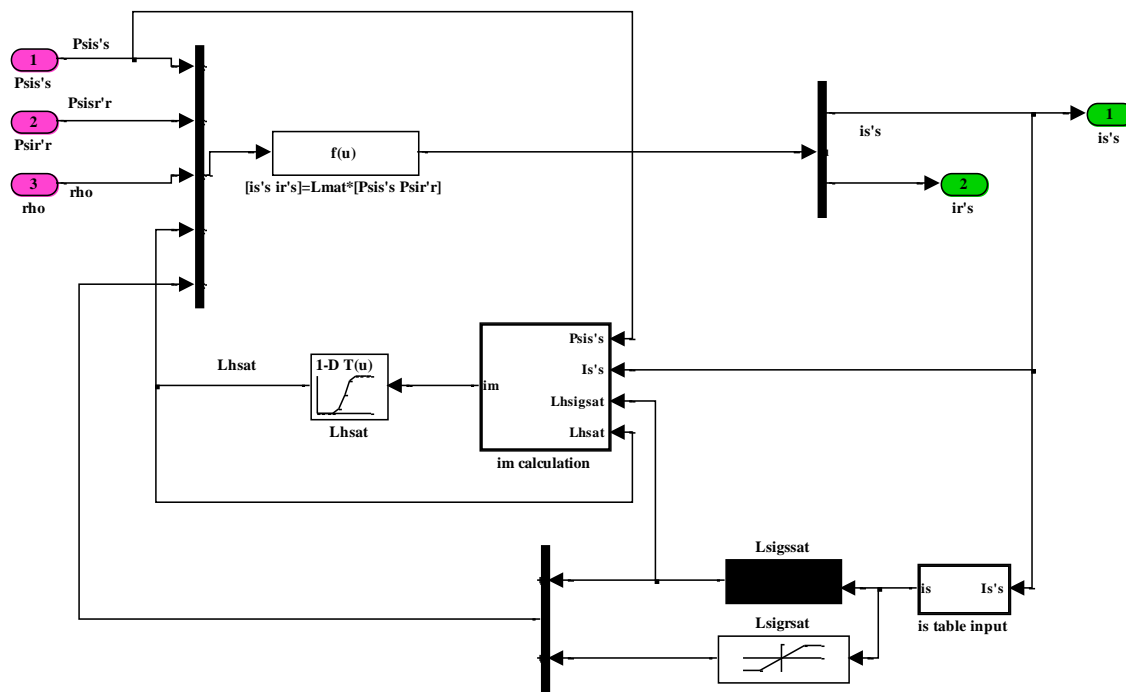 Psis's
1
Psis's
Psisr'r
2
Psir'r
3
rho
rho
f(u)
[is's ir's]=Lmat*[Psis's Psir'r]
is's
1
is's
2
ir's
Lhsat
1-D T(u)
Lhsat
Psis's
Is's
im
Lhsigsat
Lhsat
im calculation
Lsigssat
is
Is's
is table input
Lsigrsat